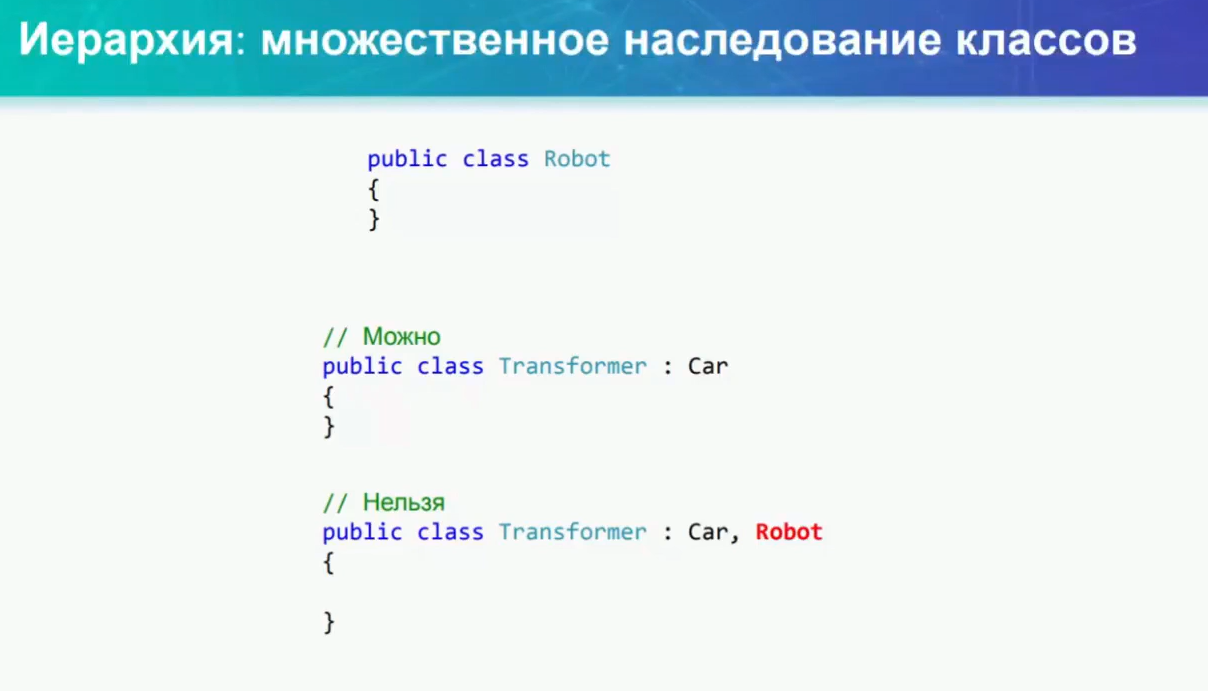 Иерархия: множественное наследование классов
public class Robot
{
}
// Можно
public class Transformer : Car
{
}
// Нельзя
public class Transformer : Car, Robot
{
}